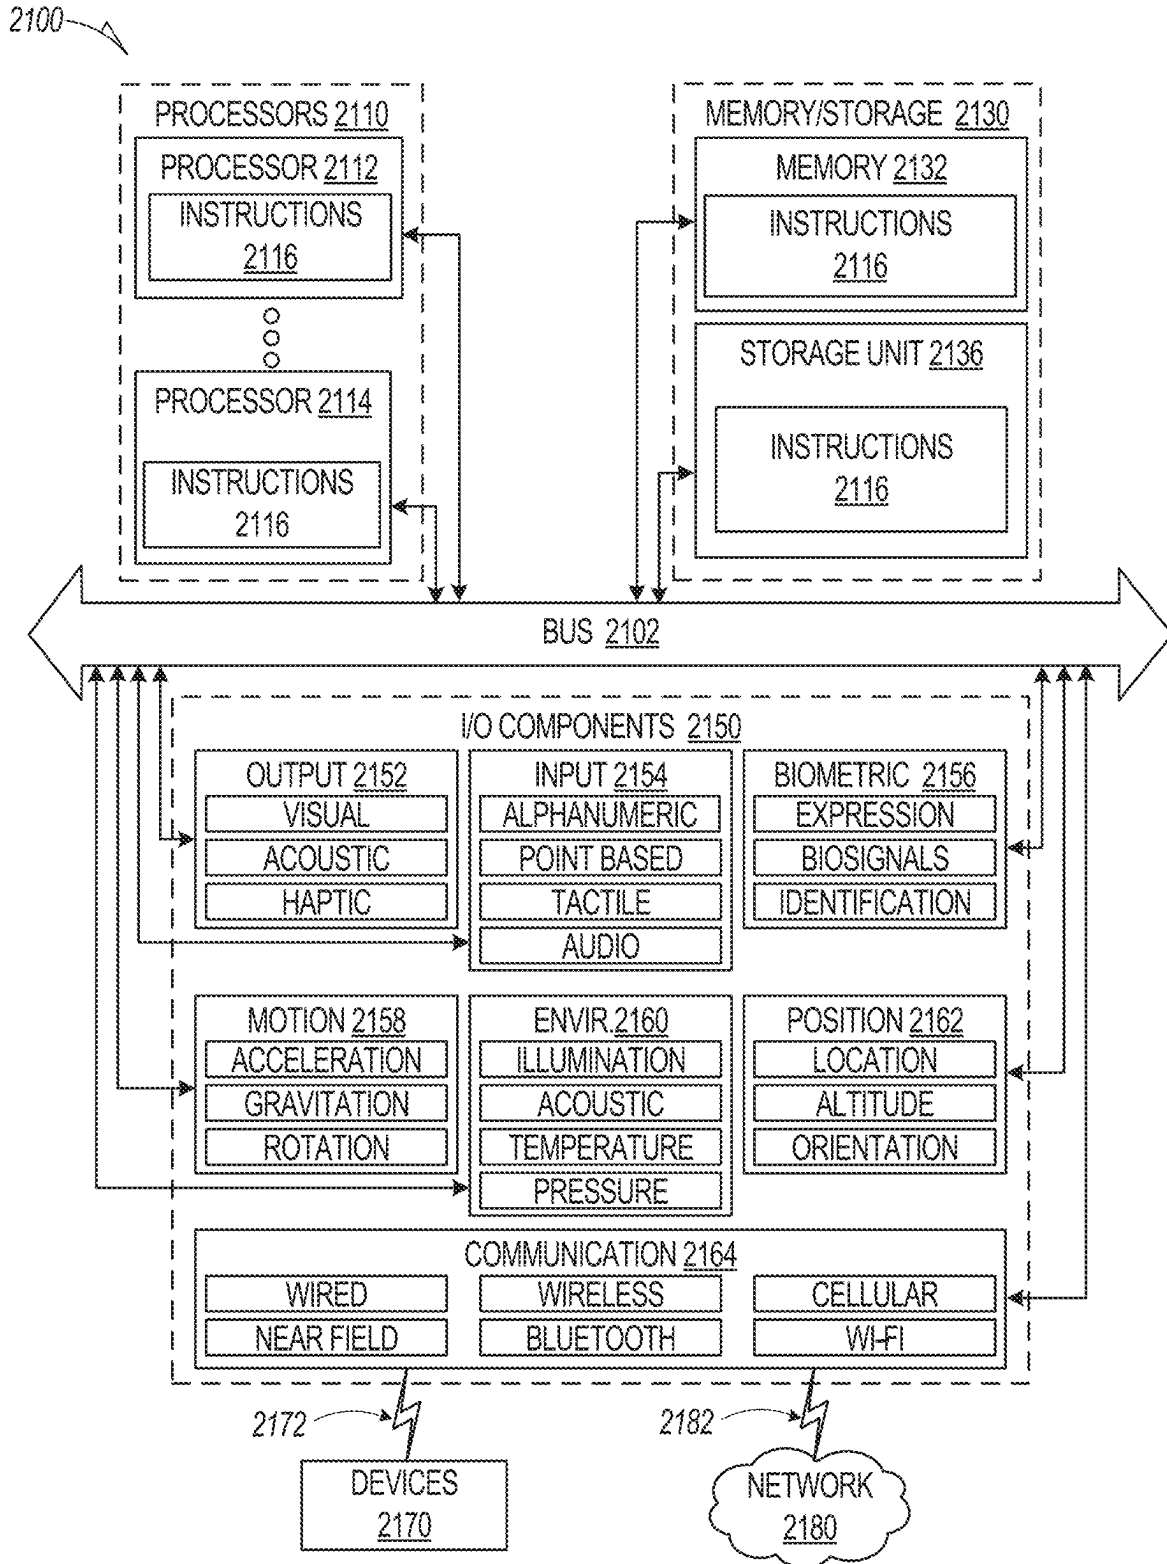 2100
PROCESSORS 2110
PROCESSOR 2112
INSTRUCTIONS
2116
PROCESSOR 2114
INSTRUCTIONS
2116
MEMORY/STORAGE 2130
MEMORY 2132
INSTRUCTIONS
2116
STORAGE UNIT 2136
INSTRUCTIONS
2116
BUS 2102
I/O COMPONENTS 2150
OUTPUT 2152
VISUAL
ACOUSTIC
HAPTIC
INPUT 2154
ALPHANUMERIC
POINT BASED
TACTILE
AUDIO
BIOMETRIC 2156
EXPRESSION
BIOSIGNALS
IDENTIFICATION
MOTION 2158
ACCELERATION
GRAVITATION
ROTATION
ENVIR. 2160
ILLUMINATION
ACOUSTIC
TEMPERATURE
PRESSURE
POSITION 2162
LOCATION
ALTITUDE
ORIENTATION
COMMUNICATION 2164
WIRED
WIRELESS
CELLULAR
NEAR FIELD
BLUETOOTH
WI-FI
2172
2182
DEVICES
2170
NETWORK
2180